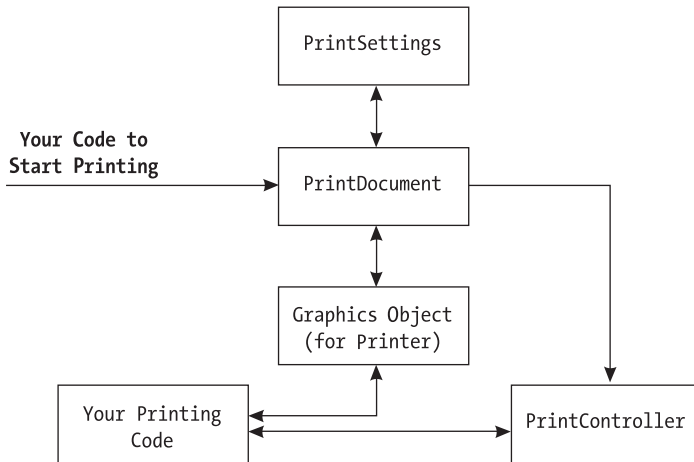 PrintSettings
Your Code to
Start Printing
PrintDocument
Graphics Object
(for Printer)
Your Printing
Code
PrintController